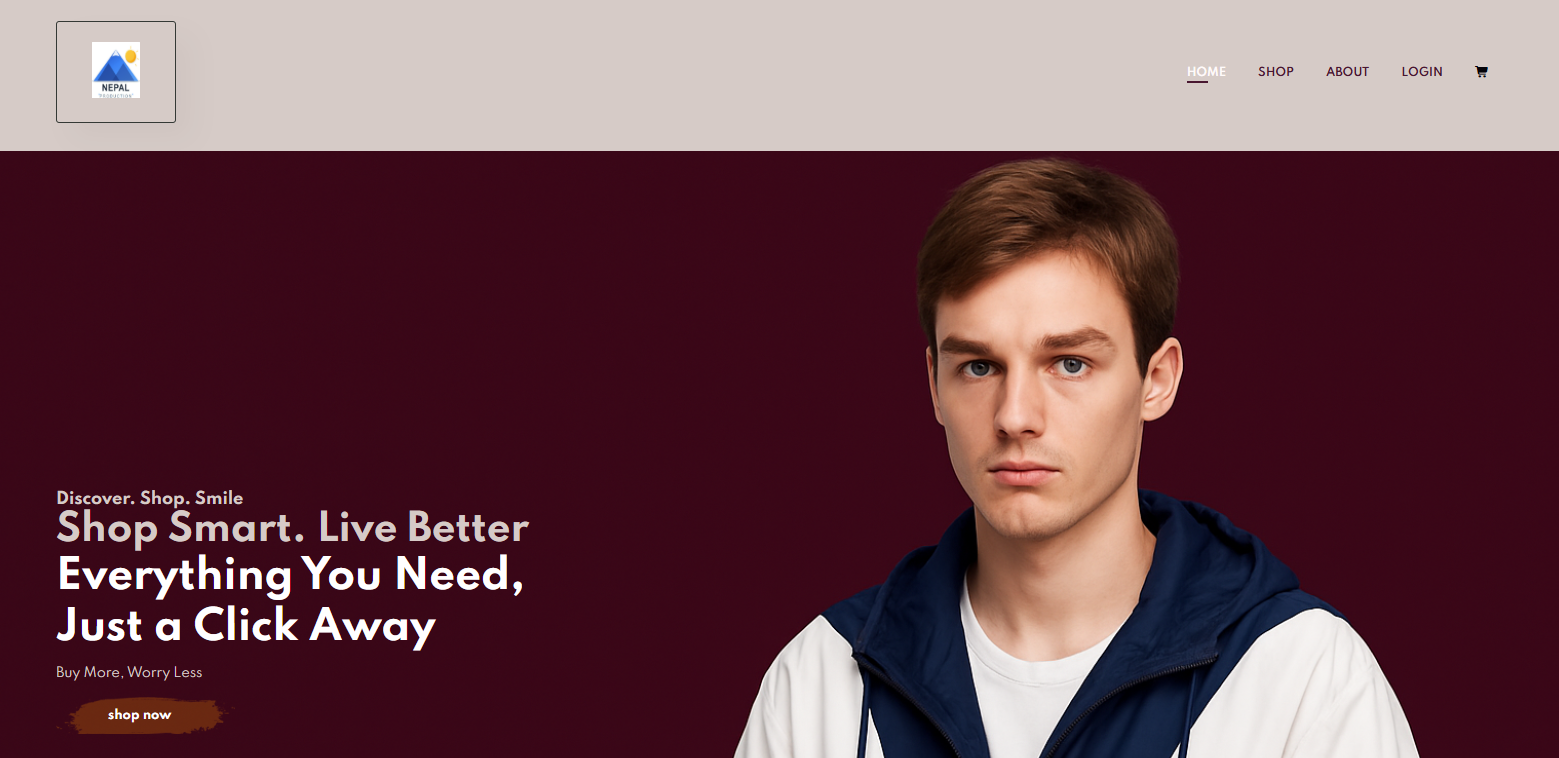 NEPAL
"PRODUCTION"
HOME SHOP ABOUT LOGIN
Discover. Shop. Smile
Shop Smart. Live Better
Everything You Need,
Just a Click Away
Buy More, Worry Less
shop now